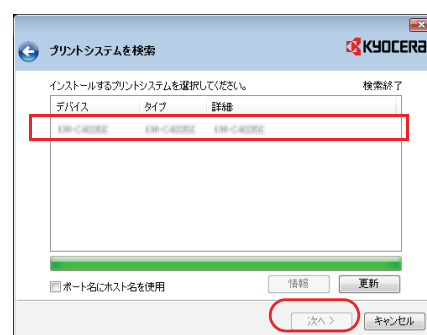 プリントシステムを検索
KYOCERA
インストールするプリントシステムを選択してください。 検索終了
デバイス タイプ 詳細
ポート名にホスト名を使用 情報 更新
次へ > キャンセル